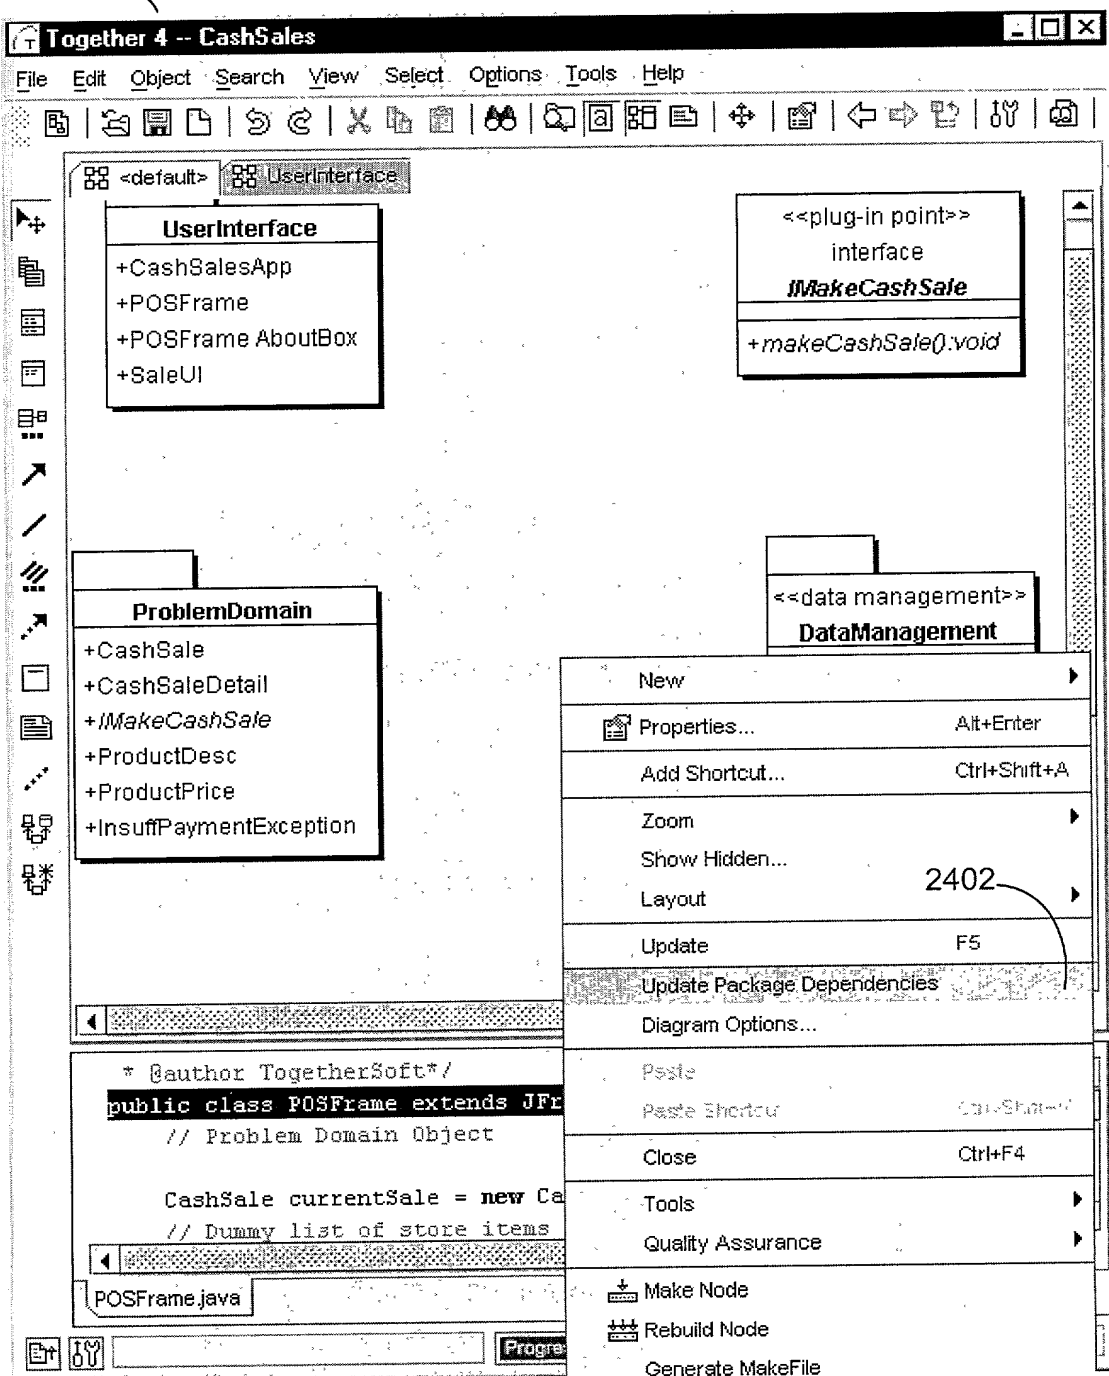 Together 4 -- CashSales
File Edit Object Search View Select Options Tools Help
<default> UserInterface
UserInterface
+CashSalesApp
+POSFrame
+POSFrame AboutBox
+SaleUI
<<plug-in point>>
interface
IMakeCashSale
+makeCashSale():void
ProblemDomain
+CashSale
+CashSaleDetail
+IMakeCashSale
+ProductDesc
+ProductPrice
+InsuffPaymentException
<<data management>>
DataManagement
New
Properties... Alt+Enter
Add Shortcut... Ctrl+Shift+A
Zoom
Show Hidden...
2402
Layout
Update F5
Update Package Dependencies
Diagram Options...
Paste
Paste Shortcut
Close Ctrl+F4
Tools
Quality Assurance
Make Node
Rebuild Node
Generate MakeFile
* @author TogetherSoft*/
public class POSFrame extends JFr
// Problem Domain Object
CashSale currentSale = new Ca
// Dummy list of store items
POSFrame.java
Progre